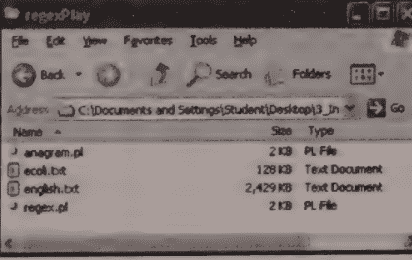 regexPlay
File Edit View Favorites Tools Help
Back Search Folders
Address C:\Documents and Settings\Student\Desktop\3_In Go
Name Size Type
anagram.pl 2 KB PL File
ecoli.txt 128 KB Text Document
english.txt 2,429 KB Text Document
regex.pl 2 KB PL File